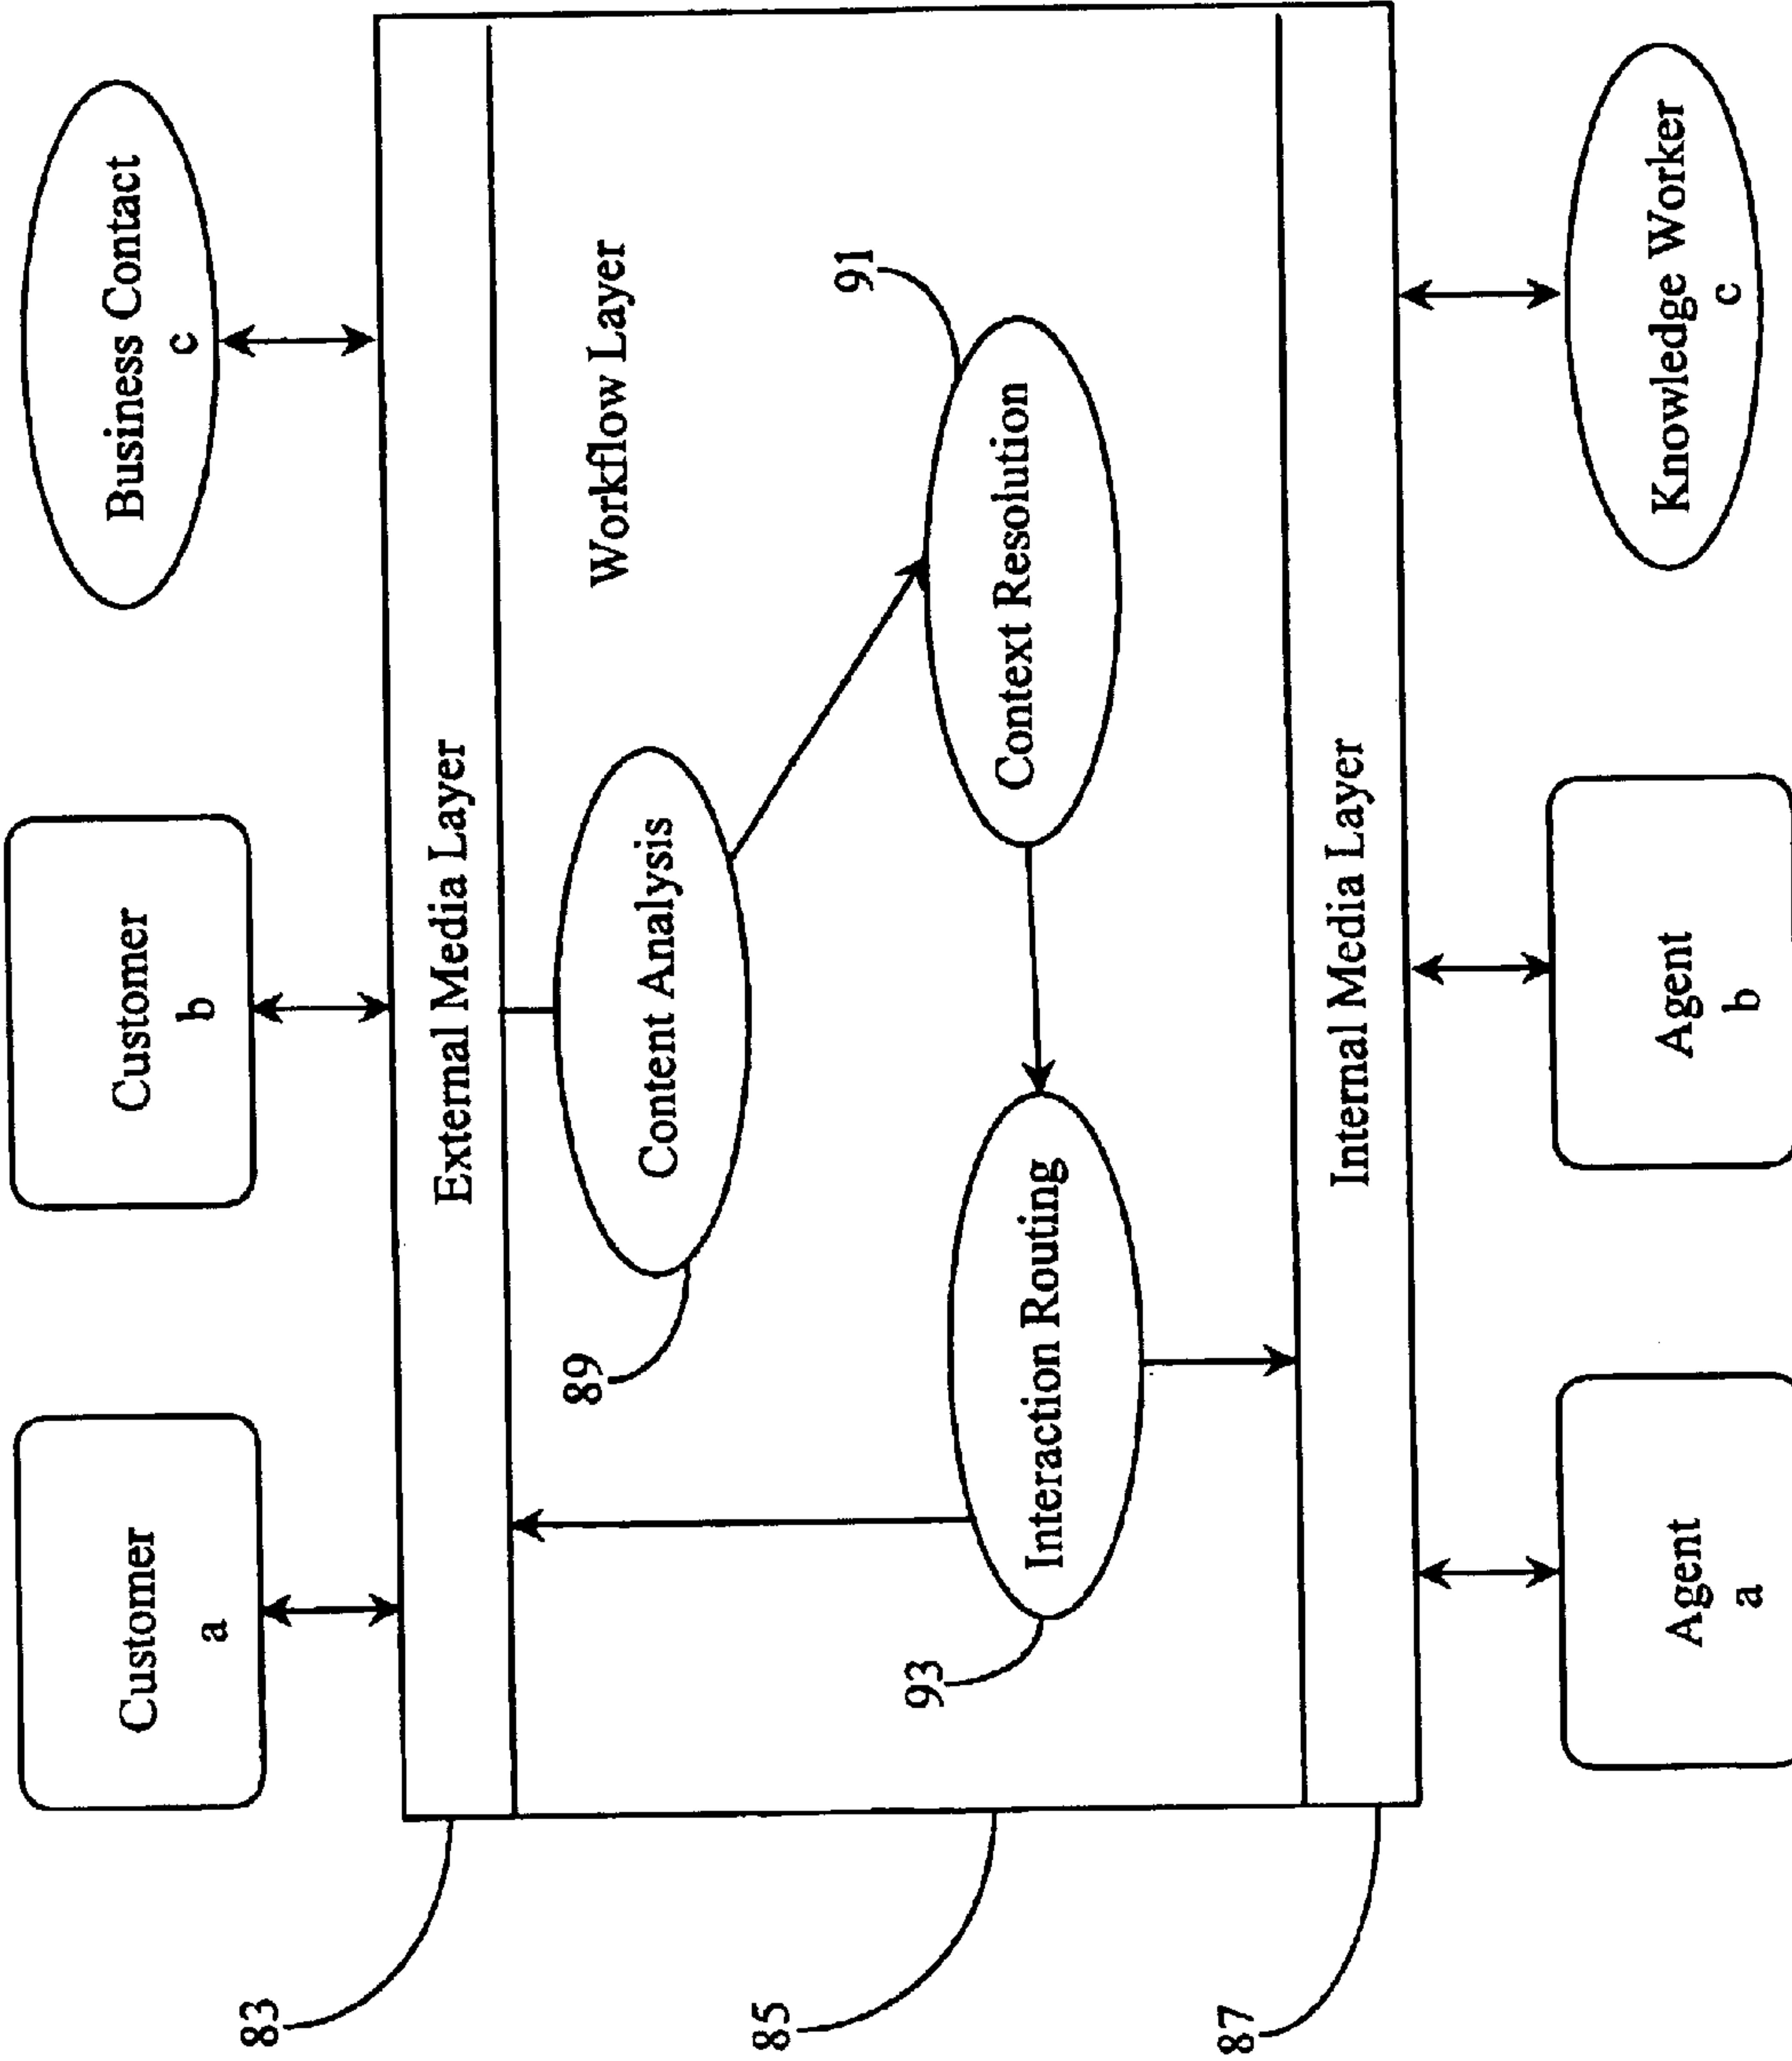 Customer
a
Customer
b
Business Contact
c
83
External Media Layer
Workflow Layer
89
Content Analysis
91
85
93
Interaction Routing
Context Resolution
87
Internal Media Layer
Agent
a
Agent
b
Knowledge Worker
c